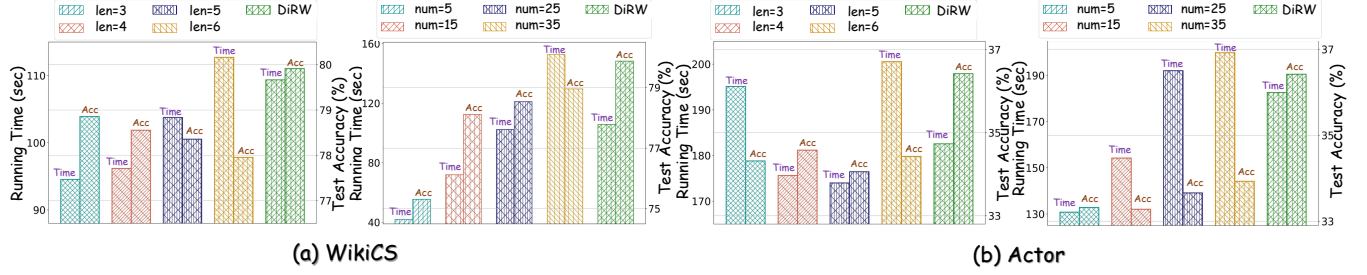 len=3 len=5 DiRW
len=4 len=6
Running Time (sec)
110
100
90
Time Acc Time Acc Time Acc Time Acc Time Acc
80
79
78
77
Test Accuracy (%)
num=5 num=25 DiRW
num=15 num=35
Running Time (sec)
160
120
80
40
Time Acc Time Acc Time Acc Time Acc Time Acc
79
77
75
Test Accuracy (%)
(a) WikiCS
len=3 len=5 DiRW
len=4 len=6
Running Time (sec)
200
190
180
170
Time Acc Time Acc Time Acc Time Acc Time Acc
37
35
33
Test Accuracy (%)
num=5 num=25 DiRW
num=15 num=35
Running Time (sec)
190
170
150
130
Time Acc Time Acc Time Acc Time Acc Time Acc
37
35
33
Test Accuracy (%)
(b) Actor